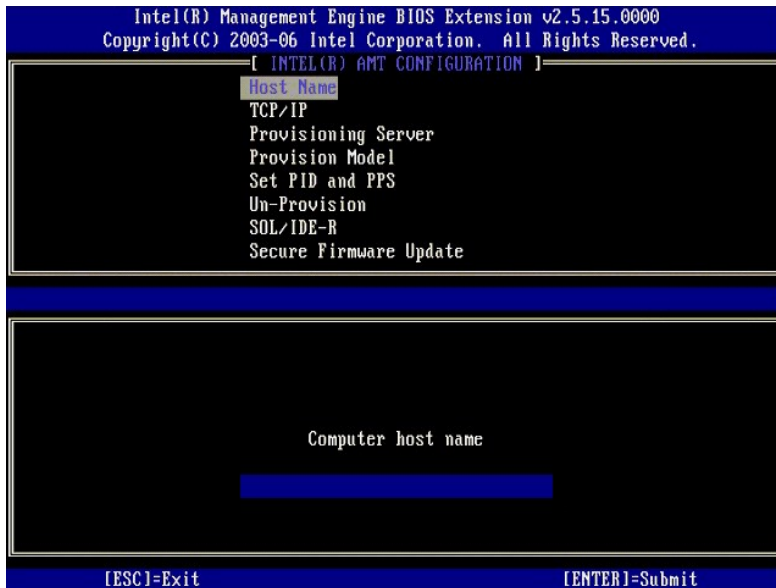 Intel(R) Management Engine BIOS Extension v2.5.15.0000
Copyright(C) 2003-06 Intel Corporation. All Rights Reserved.
[ INTEL(R) AMT CONFIGURATION ]
Host Name
TCP/IP
Provisioning Server
Provision Model
Set PID and PPS
Un-Provision
SOL/IDE-R
Secure Firmware Update
Computer host name
[ESC]=Exit [ENTER]=Submit